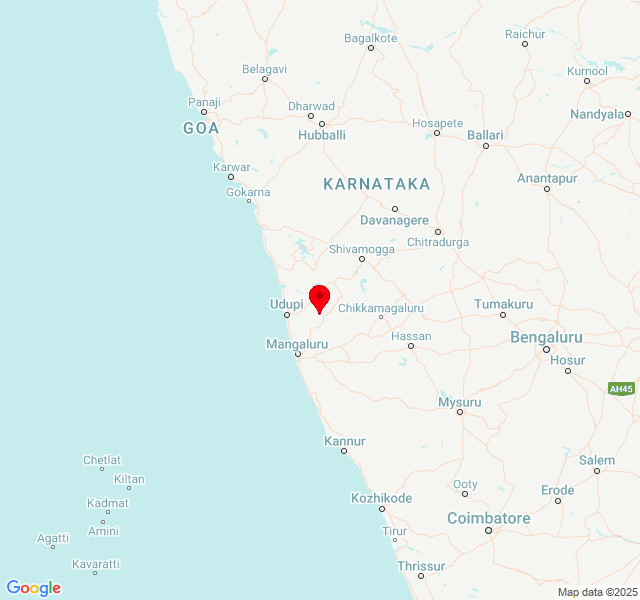 Raichur
Bagalkote
Belagavi
Kurnool
Panaji
Dharwad
Nandyala
GOA
Hubballi
Hosapete
Ballari
Karwar
Anantapur
KARNATAKA
Gokarna
Davanagere
Chitradurga
Shivamogga
Udupi
Chikkamagaluru
Tumakuru
Mangaluru
Hassan
Bengaluru
Hosur
AH45
Mysuru
Kannur
Chetlat
Salem
Kiltan
Ooty
Erode
Kadmat
Kozhikode
Coimbatore
Amini
Tirur
Agatti
Kavaratti
Thrissur
Google
Map data ©2025